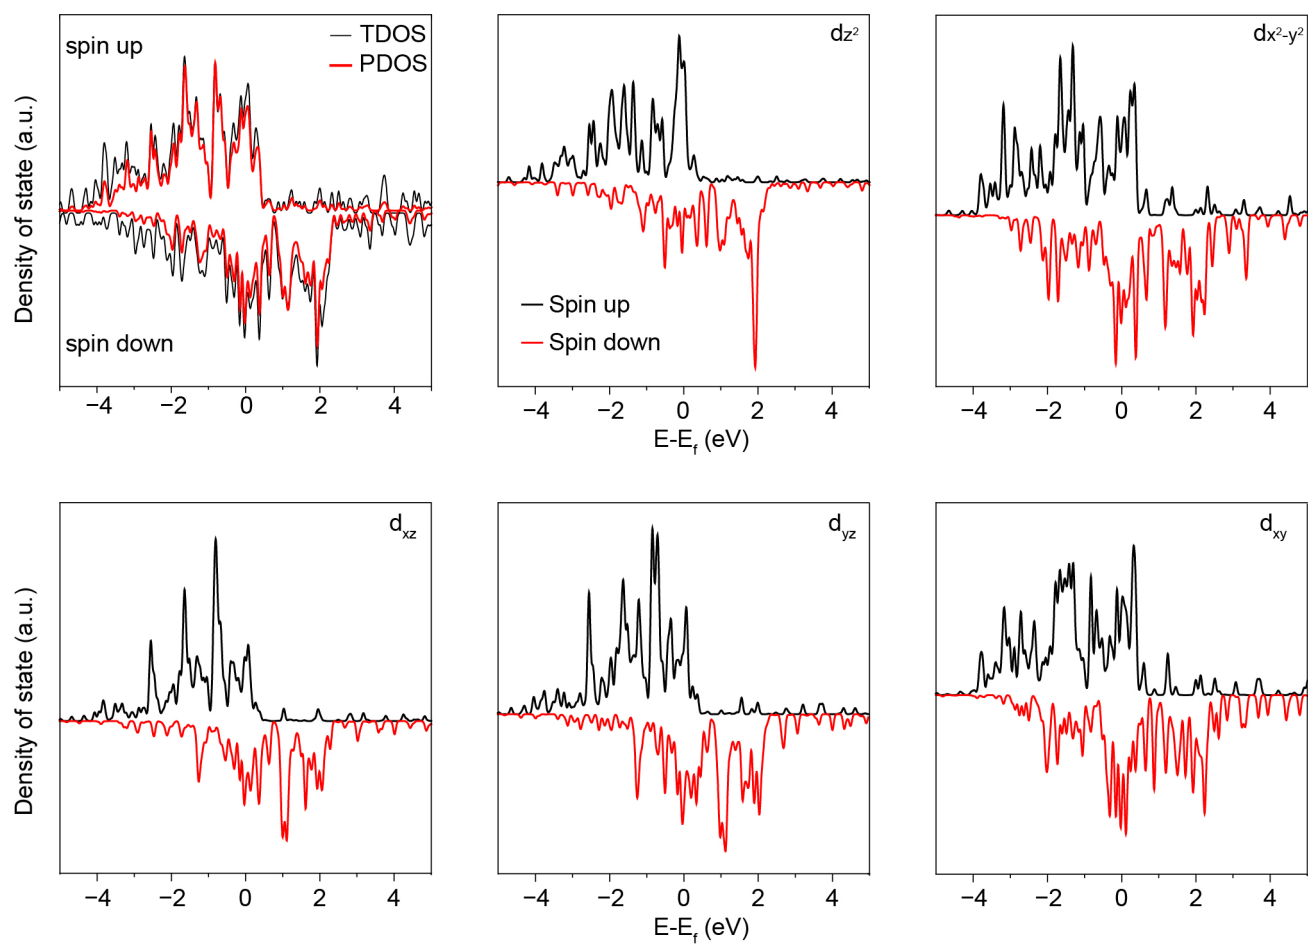 spin up
TDOS
PDOS
spin down
Density of state (a.u.)
−4 −2 0 2 4
dz²
Spin up
Spin down
−4 −2 0 2 4
E-Ef (eV)
dx²-y²
−4 −2 0 2 4
dxz
Density of state (a.u.)
−4 −2 0 2 4
dyz
−4 −2 0 2 4
E-Ef (eV)
dxy
−4 −2 0 2 4